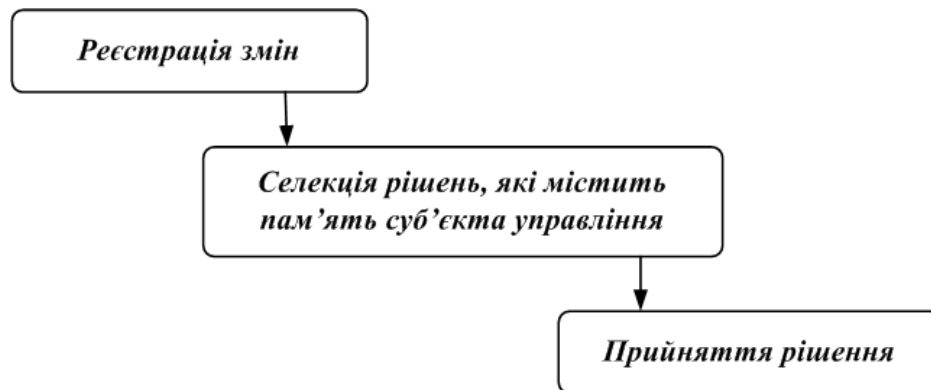 Реєстрація змін
Селекція рішень, які містить
пам’ять суб’єкта управління
Прийняття рішення